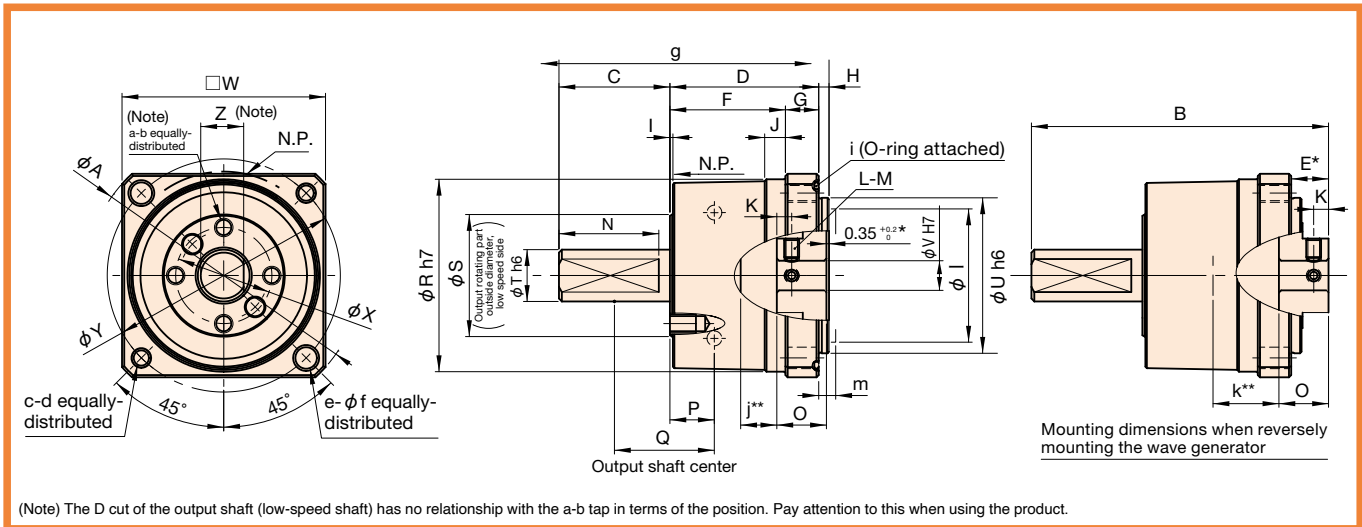 □W
(Note)
Z (Note)
a-b equally-
distributed
N.P.
ϕA
ϕX
ϕY
c-d equally-
distributed
45°
45°
e-ϕf equally-
distributed
g
C
D
H
F
G
I
J
N.P.
i (O-ring attached)
L-M
K
0.35 +0.2 0 *
N
ϕR h7
ϕS
(Output rotating part
outside diameter,
low speed side)
ϕT h6
ϕV H7
ϕ l
ϕU h6
P
j**
O
m
Q
Output shaft center
B
E*
K
k**
O
Mounting dimensions when reversely
mounting the wave generator
(Note) The D cut of the output shaft (low-speed shaft) has no relationship with the a-b tap in terms of the position. Pay attention to this when using the product.